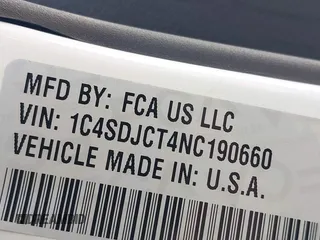 MFD BY: FCA US LLC
VIN: 1C4SDJCT4NC190660
VEHICLE MADE IN: U.S.A.